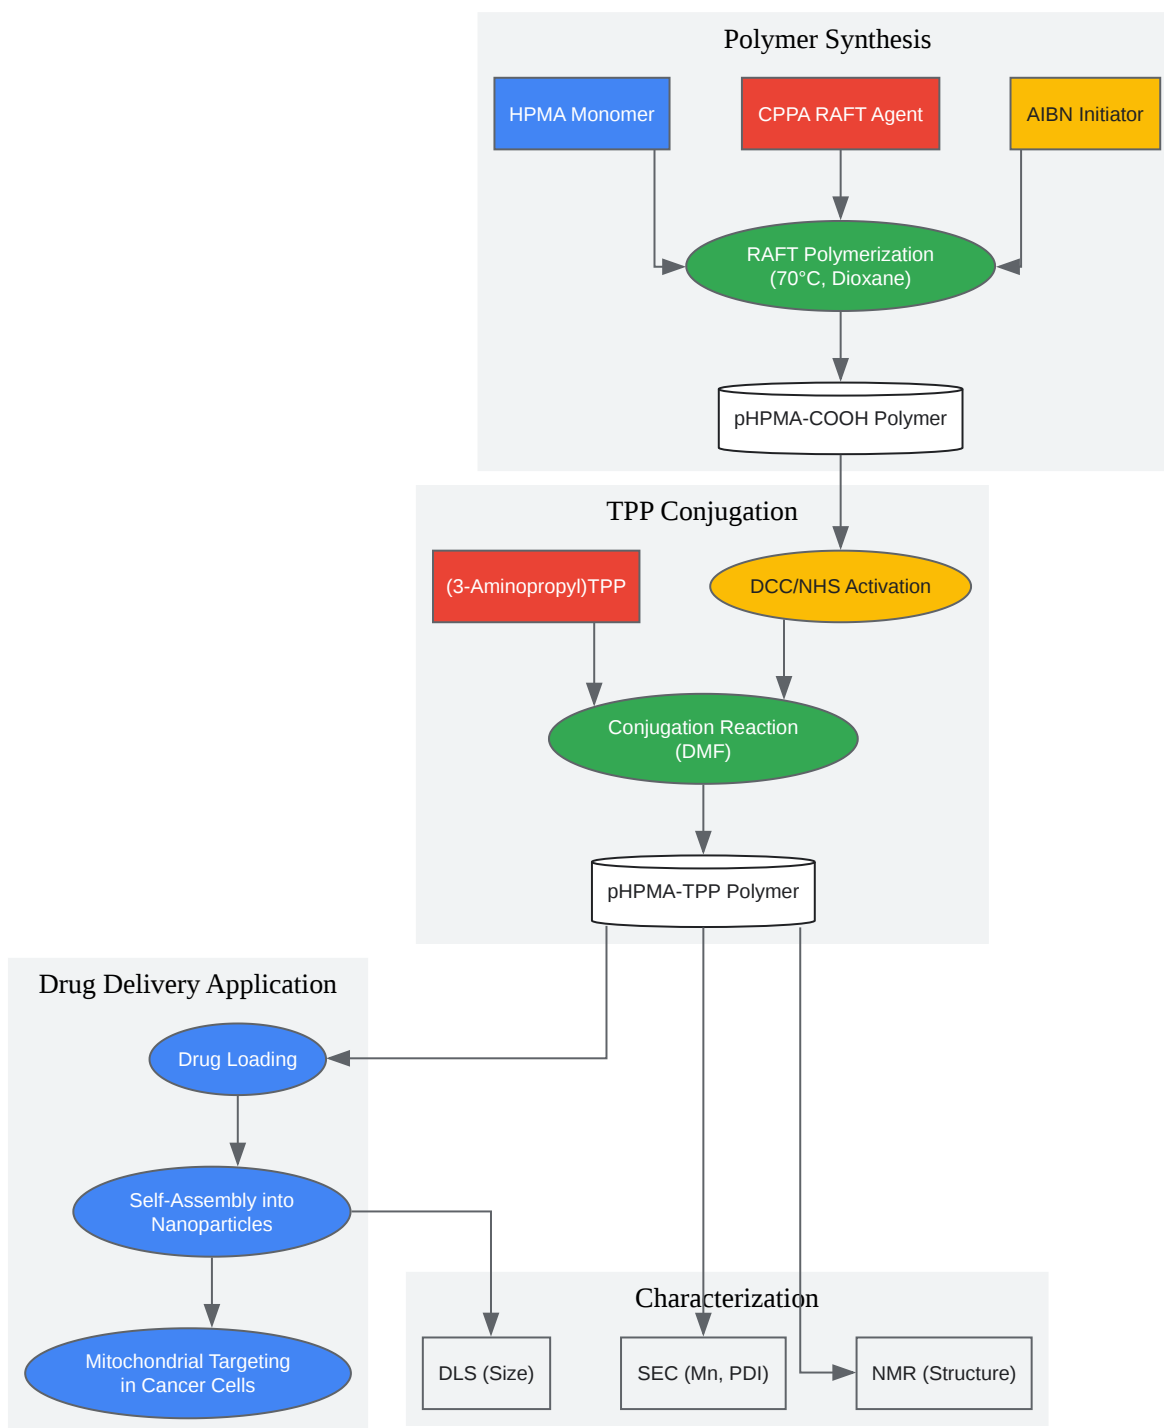 Polymer Synthesis
HPMA Monomer
CPPA RAFT Agent
AIBN Initiator
RAFT Polymerization
(70°C, Dioxane)
pHPMA-COOH Polymer
TPP Conjugation
(3-Aminopropyl)TPP
DCC/NHS Activation
Conjugation Reaction
(DMF)
pHPMA-TPP Polymer
Drug Delivery Application
Drug Loading
Self-Assembly into
Nanoparticles
Mitochondrial Targeting
in Cancer Cells
Characterization
DLS (Size)
SEC (Mn, PDI)
NMR (Structure)